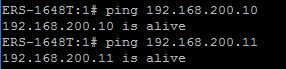 ERS-1648T:1# ping 192.168.200.10
192.168.200.10 is alive
ERS-1648T:1# ping 192.168.200.11
192.168.200.11 is alive